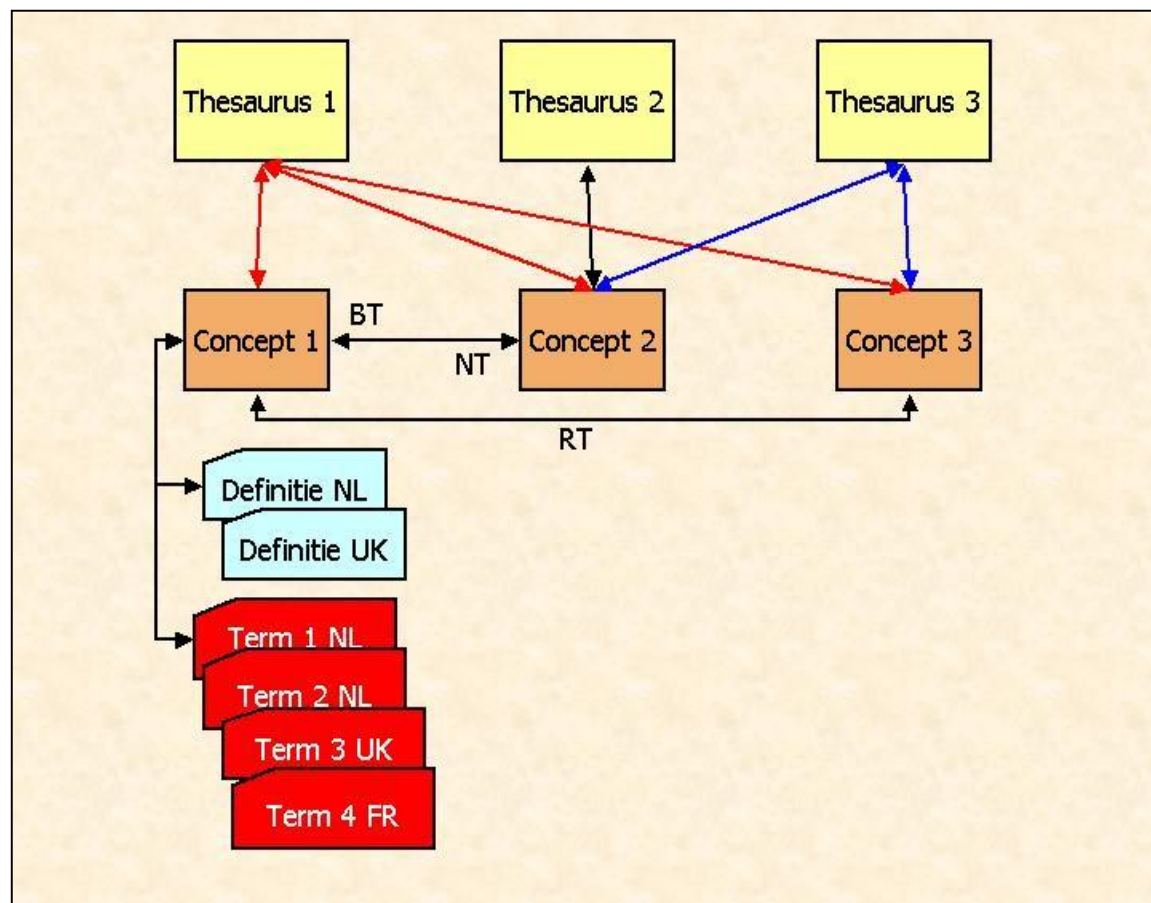 Thesaurus 1
Thesaurus 2
Thesaurus 3
Concept 1
BT
NT
Concept 2
Concept 3
RT
Definitie NL
Definitie UK
Term 1 NL
Term 2 NL
Term 3 UK
Term 4 FR